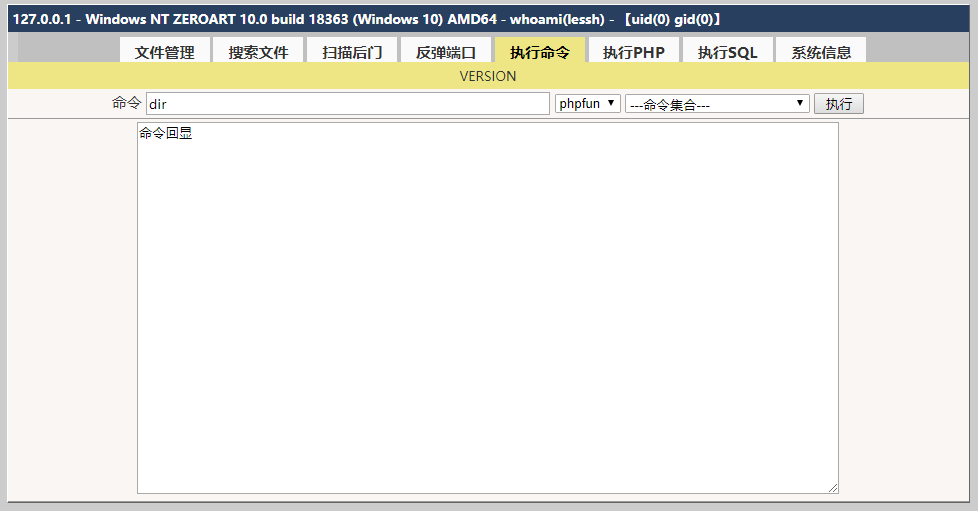 127.0.0.1 - Windows NT ZEROART 10.0 build 18363 (Windows 10) AMD64 - whoami(lessh) - 【uid(0) gid(0)】
文件管理 搜索文件 扫描后门 反弹端口 执行命令 执行PHP 执行SQL 系统信息
VERSION
命令 dir phpfun ---命令集合--- 执行
命令回显